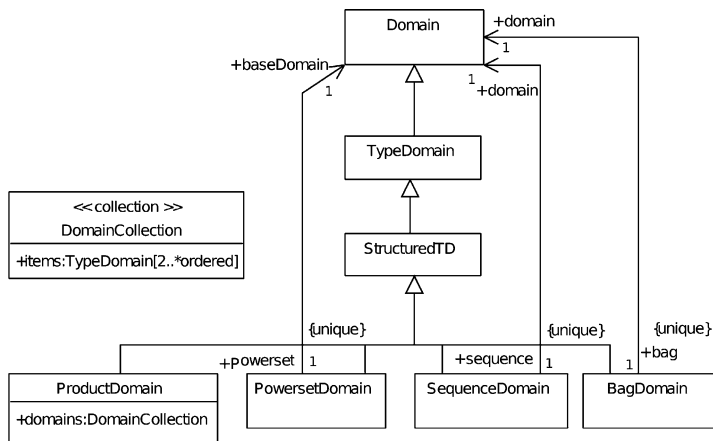 Domain
+domain
1
+baseDomain
1
1
+domain
TypeDomain
<< collection >>
DomainCollection
+items:TypeDomain[2..*ordered]
StructuredTD
{unique}
{unique}
{unique}
+Powerset
1
+sequence
1
1
+bag
ProductDomain
+domains:DomainCollection
PowersetDomain
SequenceDomain
BagDomain